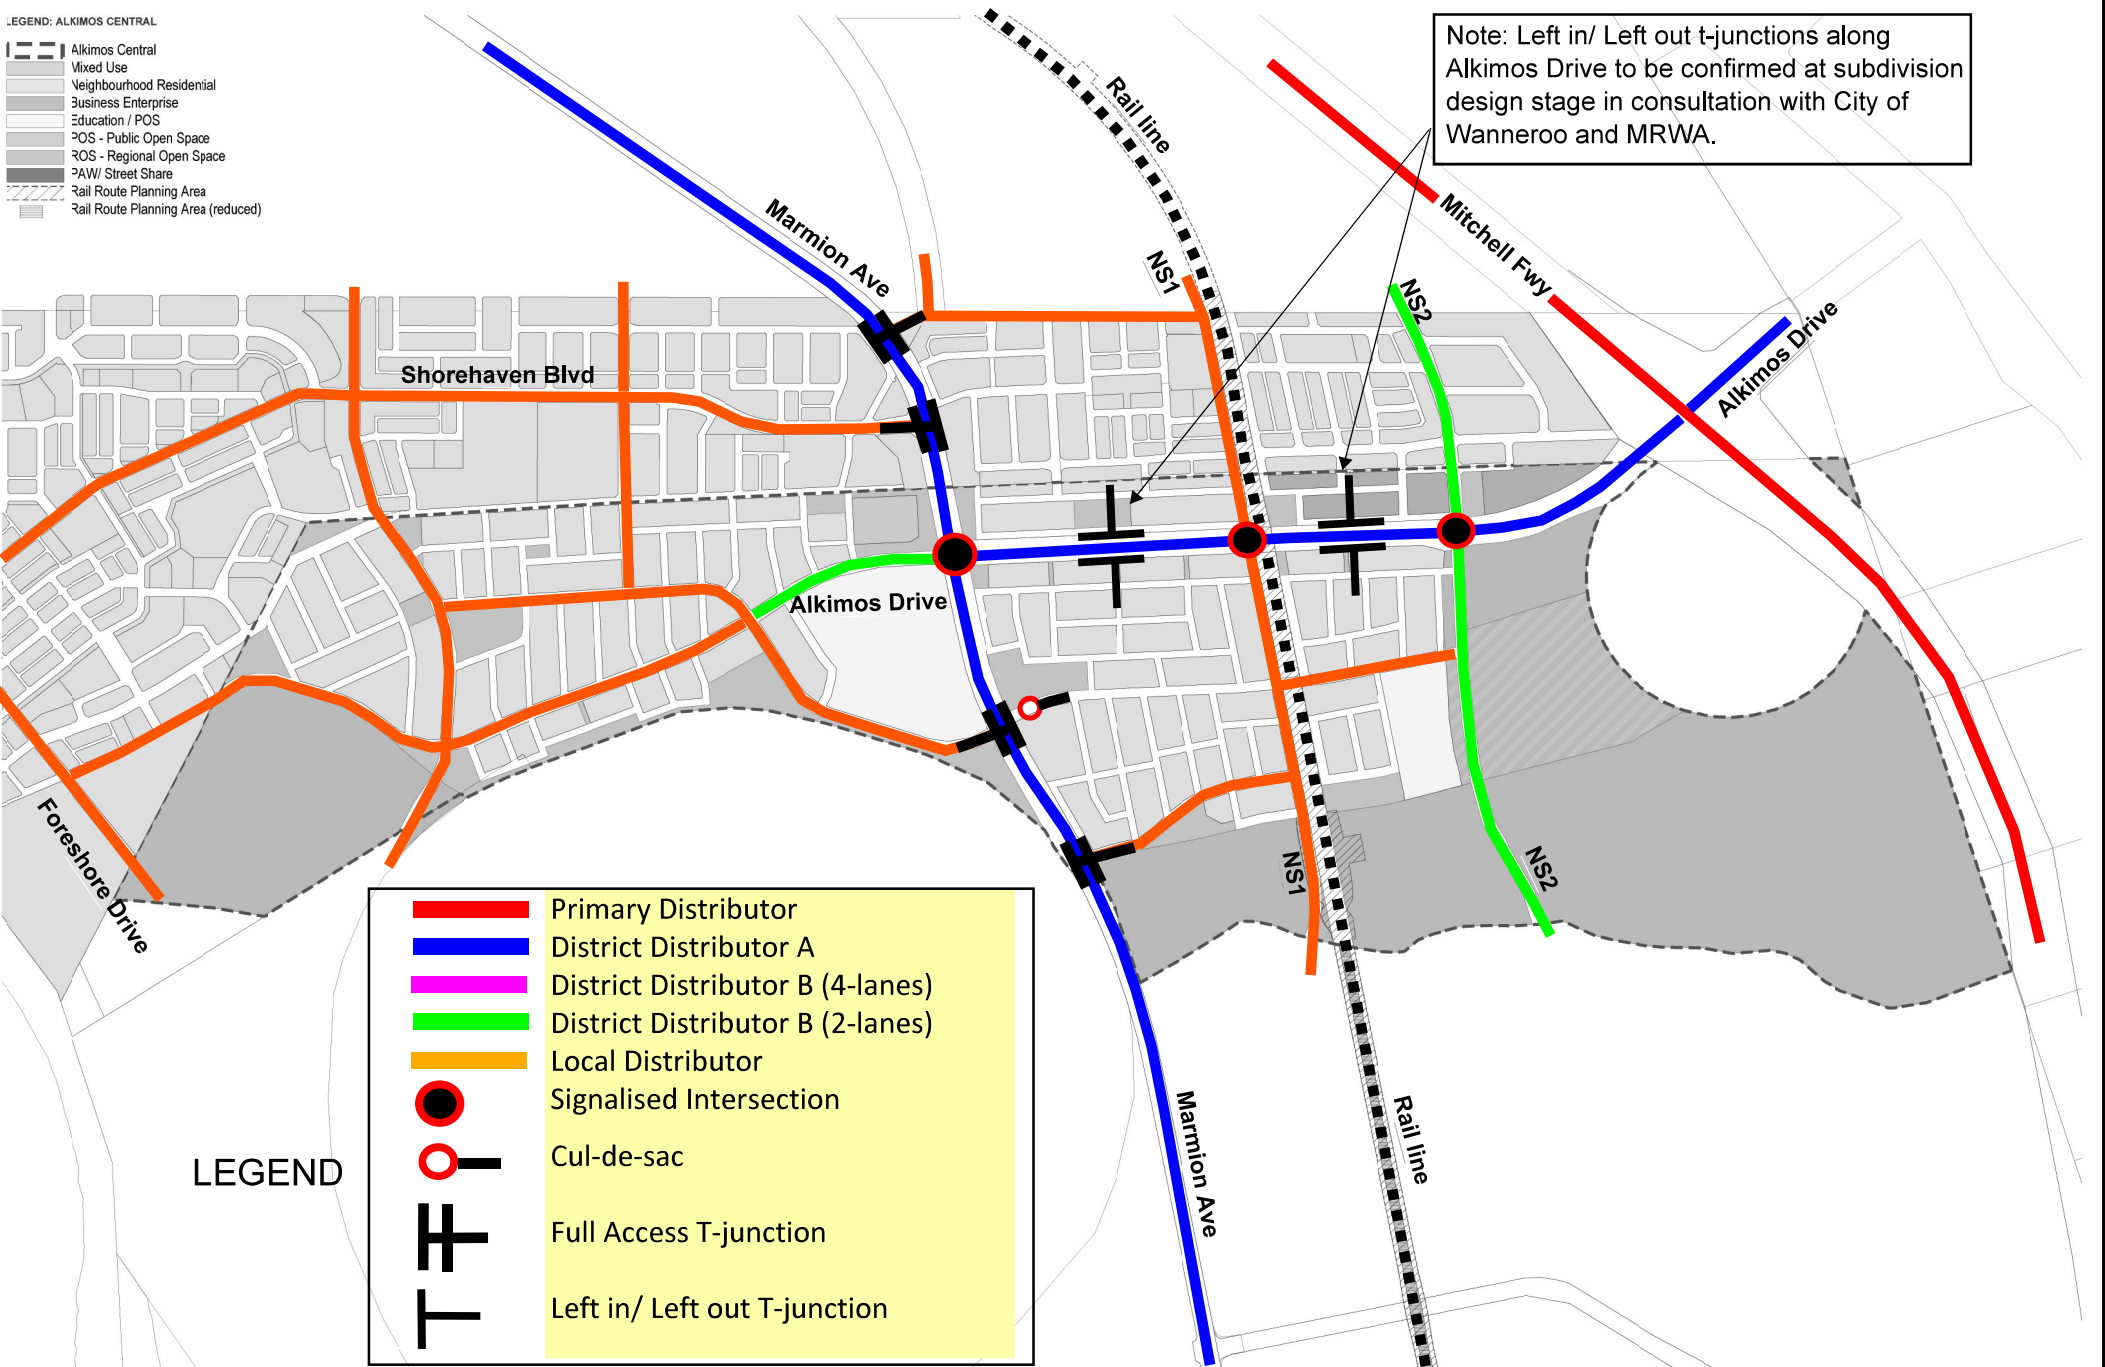 LEGEND: ALKIMOS CENTRAL
Alkimos Central
Mixed Use
Neighbourhood Residential
Business Enterprise
Education / POS
POS - Public Open Space
ROS - Regional Open Space
PAW/ Street Share
Rail Route Planning Area
Rail Route Planning Area (reduced)
Note: Left in/ Left out t-junctions along
Alkimos Drive to be confirmed at subdivision
design stage in consultation with City of
Wanneroo and MRWA.
Rail line
Marmion Ave
NS1
Mitchell Fwy
NS2
Alkimos Drive
Shorehaven Blvd
Alkimos Drive
Foreshore Drive
NS1
NS2
Marmion Ave
Rail line
LEGEND
Primary Distributor
District Distributor A
District Distributor B (4-lanes)
District Distributor B (2-lanes)
Local Distributor
Signalised Intersection
Cul-de-sac
Full Access T-junction
Left in/ Left out T-junction